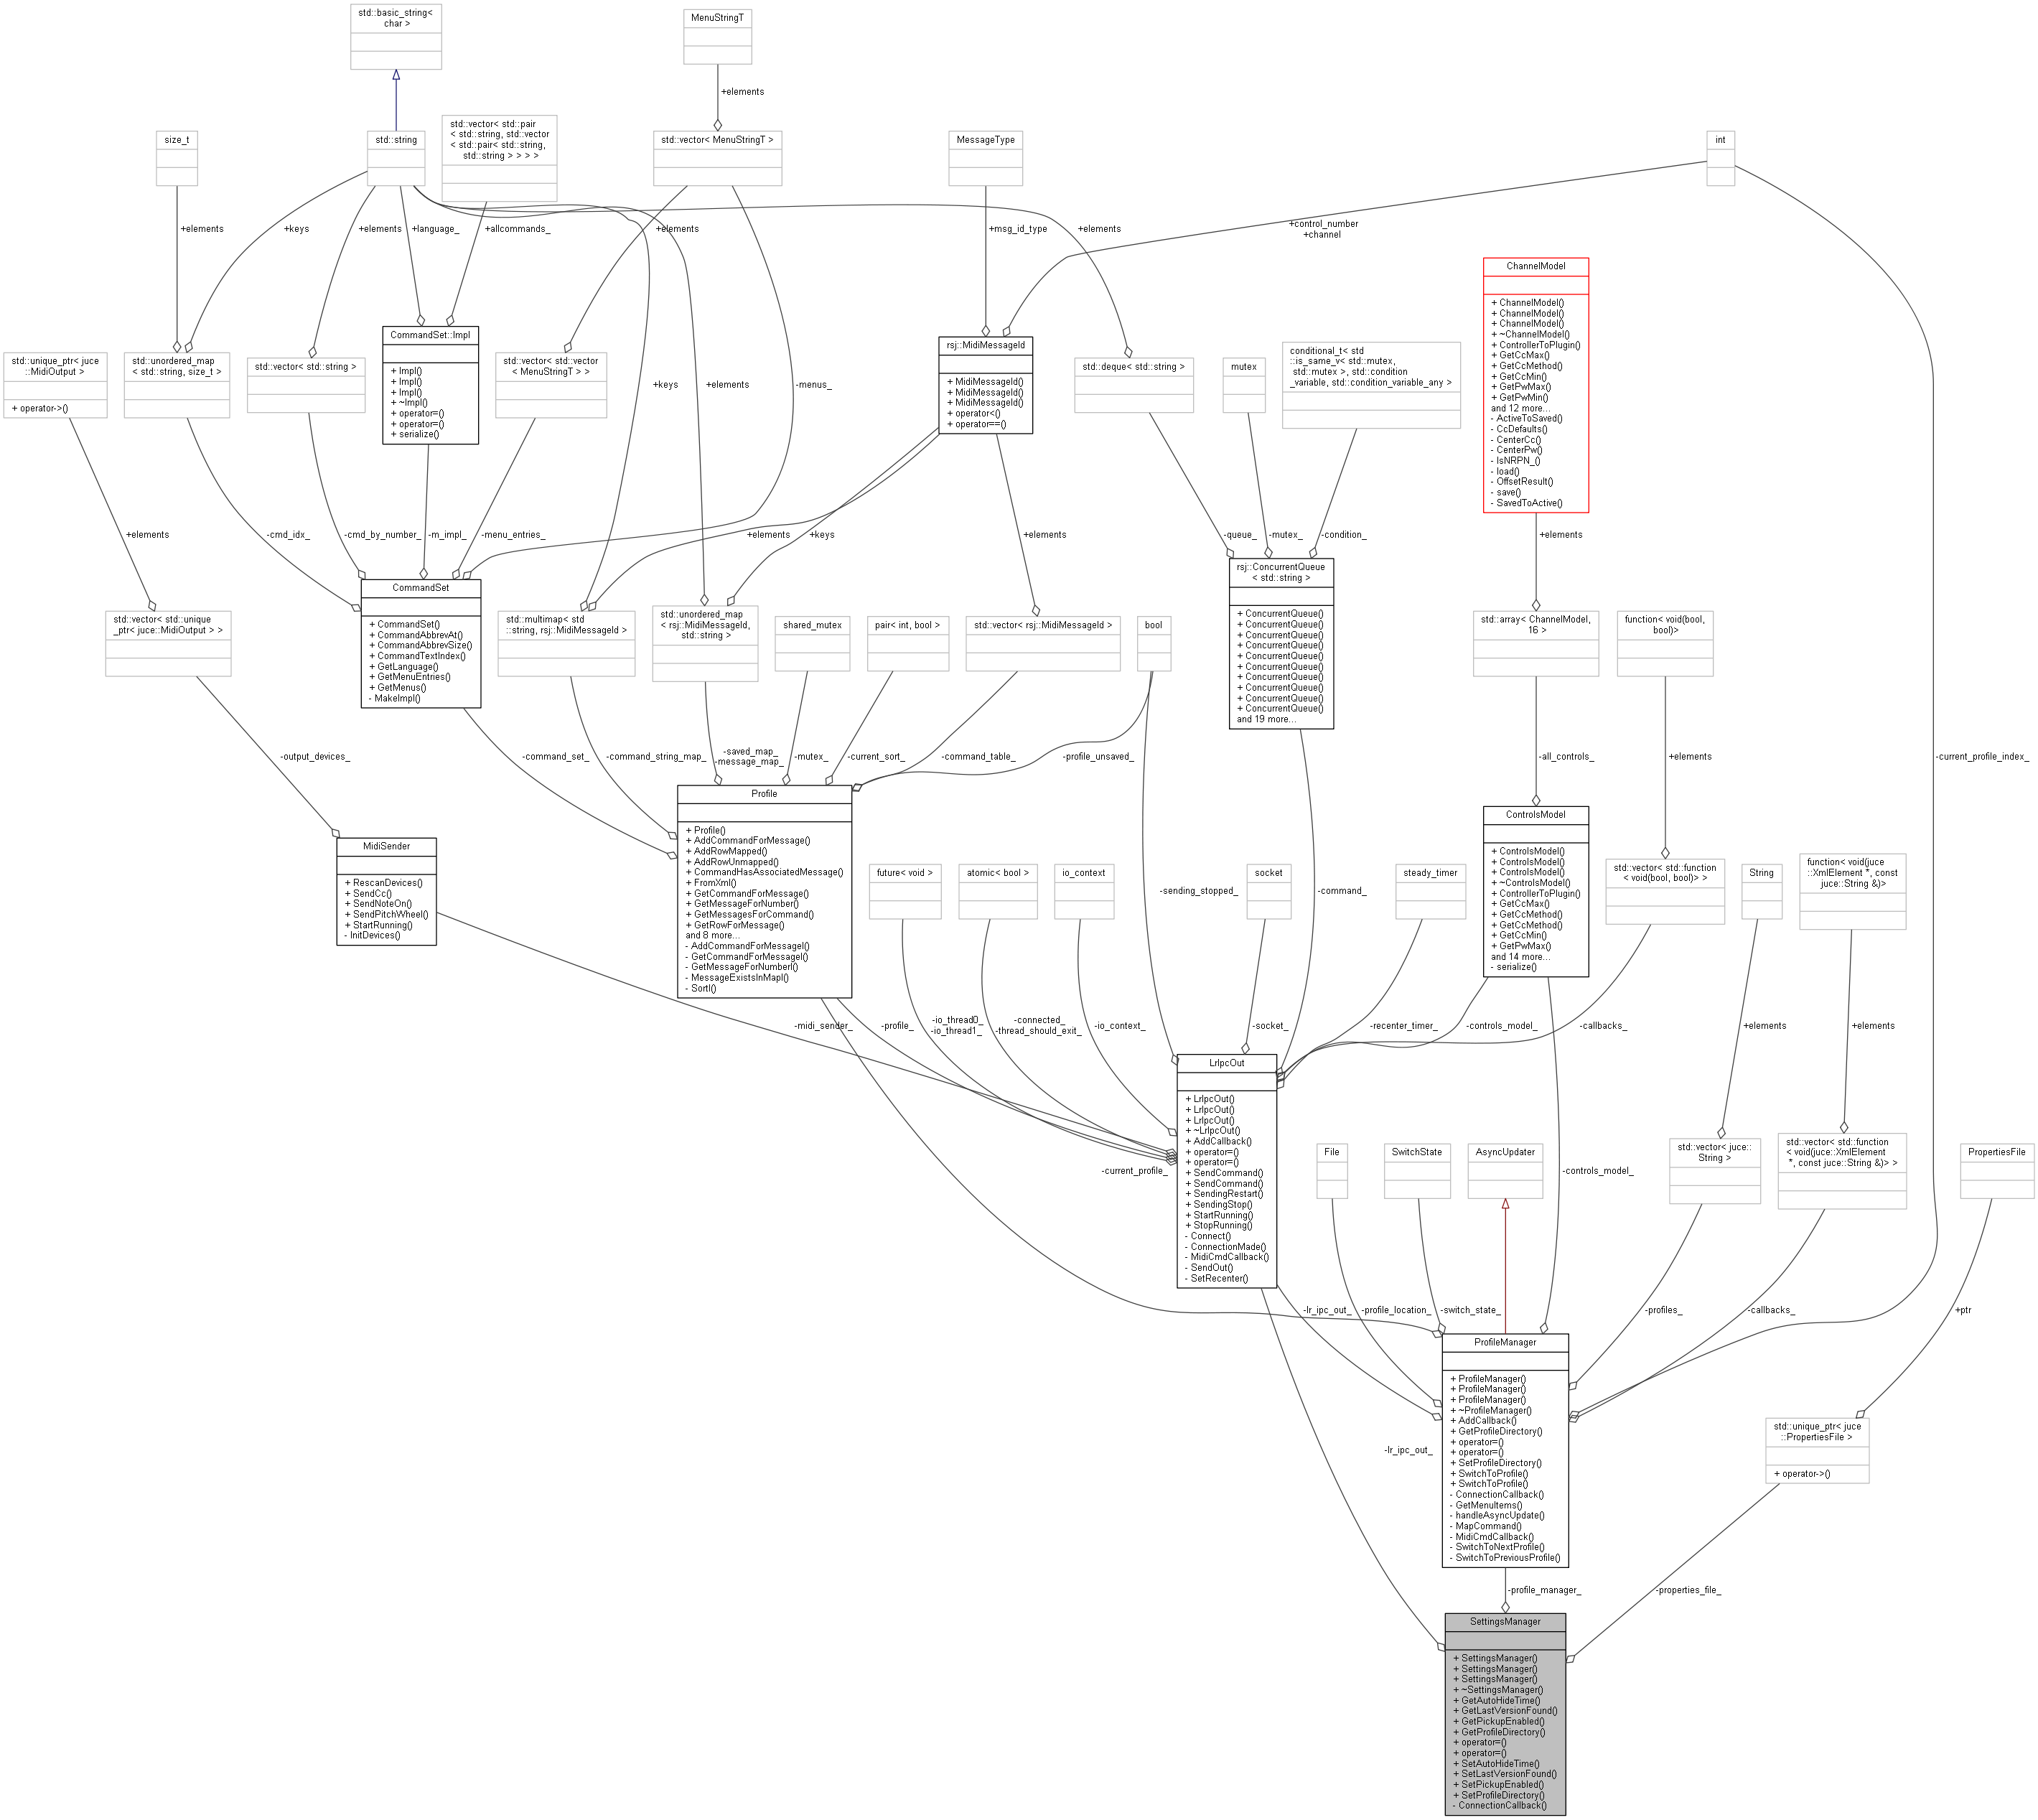 std::basic_string<
char >
MenuStringT
+elements
std::vector< std::pair
< std::string, std::vector
< std::pair< std::string,
std::string > > > >
size_t
std::string
std::vector< MenuStringT >
MessageType
int
+elements
+keys
+elements
+language_
+allcommands_
+elements
+elements
+msg_id_type
+control_number
+channel
ChannelModel
+ ChannelModel()
+ ChannelModel()
+ ChannelModel()
+ ~ChannelModel()
+ ControllerToPlugin()
+ GetCcMax()
+ GetCcMethod()
+ GetCcMin()
+ GetPwMax()
+ GetPwMin()
and 12 more...
- ActiveToSaved()
- CcDefaults()
- CenterCc()
- CenterPw()
- IsNRPN_()
- load()
- OffsetResult()
- save()
- SavedToActive()
std::unique_ptr< juce
::MidiOutput >
+ operator->()
std::unordered_map
< std::string, size_t >
std::vector< std::string >
CommandSet::Impl
+ Impl()
+ Impl()
+ Impl()
+ ~Impl()
+ operator=()
+ operator=()
+ serialize()
std::vector< std::vector
< MenuStringT > >
+keys
+elements
-menus_
rsj::MidiMessageId
+ MidiMessageId()
+ MidiMessageId()
+ MidiMessageId()
+ operator<()
+ operator==()
std::deque< std::string >
mutex
conditional_t< std
::is_same_v< std::mutex,
std::mutex >, std::condition
_variable, std::condition_variable_any >
+elements
-cmd_idx_
-cmd_by_number_
-m_impl_
-menu_entries_
+elements
+keys
+elements
-queue_
-mutex_
-condition_
+elements
std::vector< std::unique
_ptr< juce::MidiOutput > >
CommandSet
+ CommandSet()
+ CommandAbbrevAt()
+ CommandAbbrevSize()
+ CommandTextIndex()
+ GetLanguage()
+ GetMenuEntries()
+ GetMenus()
- MakeImpl()
std::multimap< std
::string, rsj::MidiMessageId >
std::unordered_map
< rsj::MidiMessageId,
std::string >
shared_mutex
pair< int, bool >
std::vector< rsj::MidiMessageId >
bool
rsj::ConcurrentQueue
< std::string >
+ ConcurrentQueue()
+ ConcurrentQueue()
+ ConcurrentQueue()
+ ConcurrentQueue()
+ ConcurrentQueue()
+ ConcurrentQueue()
+ ConcurrentQueue()
+ ConcurrentQueue()
+ ConcurrentQueue()
+ ConcurrentQueue()
and 19 more...
std::array< ChannelModel,
16 >
function< void(bool,
bool)>
-output_devices_
-command_set_
-command_string_map_
-saved_map_
-message_map_
-mutex_
-current_sort_
-command_table_
-profile_unsaved_
-all_controls_
+elements
-current_profile_index_
MidiSender
+ RescanDevices()
+ SendCc()
+ SendNoteOn()
+ SendPitchWheel()
+ StartRunning()
- InitDevices()
Profile
+ Profile()
+ AddCommandForMessage()
+ AddRowMapped()
+ AddRowUnmapped()
+ CommandHasAssociatedMessage()
+ FromXml()
+ GetCommandForMessage()
+ GetMessageForNumber()
+ GetMessagesForCommand()
+ GetRowForMessage()
and 8 more...
- AddCommandForMessageI()
- GetCommandForMessageI()
- GetMessageForNumberI()
- MessageExistsInMapI()
- SortI()
future< void >
atomic< bool >
io_context
-sending_stopped_
socket
-command_
steady_timer
ControlsModel
+ ControlsModel()
+ ControlsModel()
+ ControlsModel()
+ ~ControlsModel()
+ ControllerToPlugin()
+ GetCcMax()
+ GetCcMethod()
+ GetCcMethod()
+ GetCcMin()
+ GetPwMax()
and 14 more...
- serialize()
std::vector< std::function
< void(bool, bool)> >
String
function< void(juce
::XmlElement *, const
juce::String &)>
-midi_sender_
-profile_
-io_thread0_
-io_thread1_
-connected_
-thread_should_exit_
-io_context_
-socket_
-recenter_timer_
-controls_model_
-callbacks_
+elements
+elements
LrIpcOut
+ LrIpcOut()
+ LrIpcOut()
+ LrIpcOut()
+ ~LrIpcOut()
+ AddCallback()
+ operator=()
+ operator=()
+ SendCommand()
+ SendCommand()
+ SendingRestart()
+ SendingStop()
+ StartRunning()
+ StopRunning()
- Connect()
- ConnectionMade()
- MidiCmdCallback()
- SendOut()
- SetRecenter()
-current_profile_
File
SwitchState
AsyncUpdater
-controls_model_
std::vector< juce::
String >
std::vector< std::function
< void(juce::XmlElement
*, const juce::String &)> >
PropertiesFile
-lr_ipc_out_
-profile_location_
-switch_state_
-profiles_
-callbacks_
+ptr
ProfileManager
+ ProfileManager()
+ ProfileManager()
+ ProfileManager()
+ ~ProfileManager()
+ AddCallback()
+ GetProfileDirectory()
+ operator=()
+ operator=()
+ SetProfileDirectory()
+ SwitchToProfile()
+ SwitchToProfile()
- ConnectionCallback()
- GetMenuItems()
- handleAsyncUpdate()
- MapCommand()
- MidiCmdCallback()
- SwitchToNextProfile()
- SwitchToPreviousProfile()
-lr_ipc_out_
std::unique_ptr< juce
::PropertiesFile >
+ operator->()
-profile_manager_
-properties_file_
SettingsManager
+ SettingsManager()
+ SettingsManager()
+ SettingsManager()
+ ~SettingsManager()
+ GetAutoHideTime()
+ GetLastVersionFound()
+ GetPickupEnabled()
+ GetProfileDirectory()
+ operator=()
+ operator=()
+ SetAutoHideTime()
+ SetLastVersionFound()
+ SetPickupEnabled()
+ SetProfileDirectory()
- ConnectionCallback()